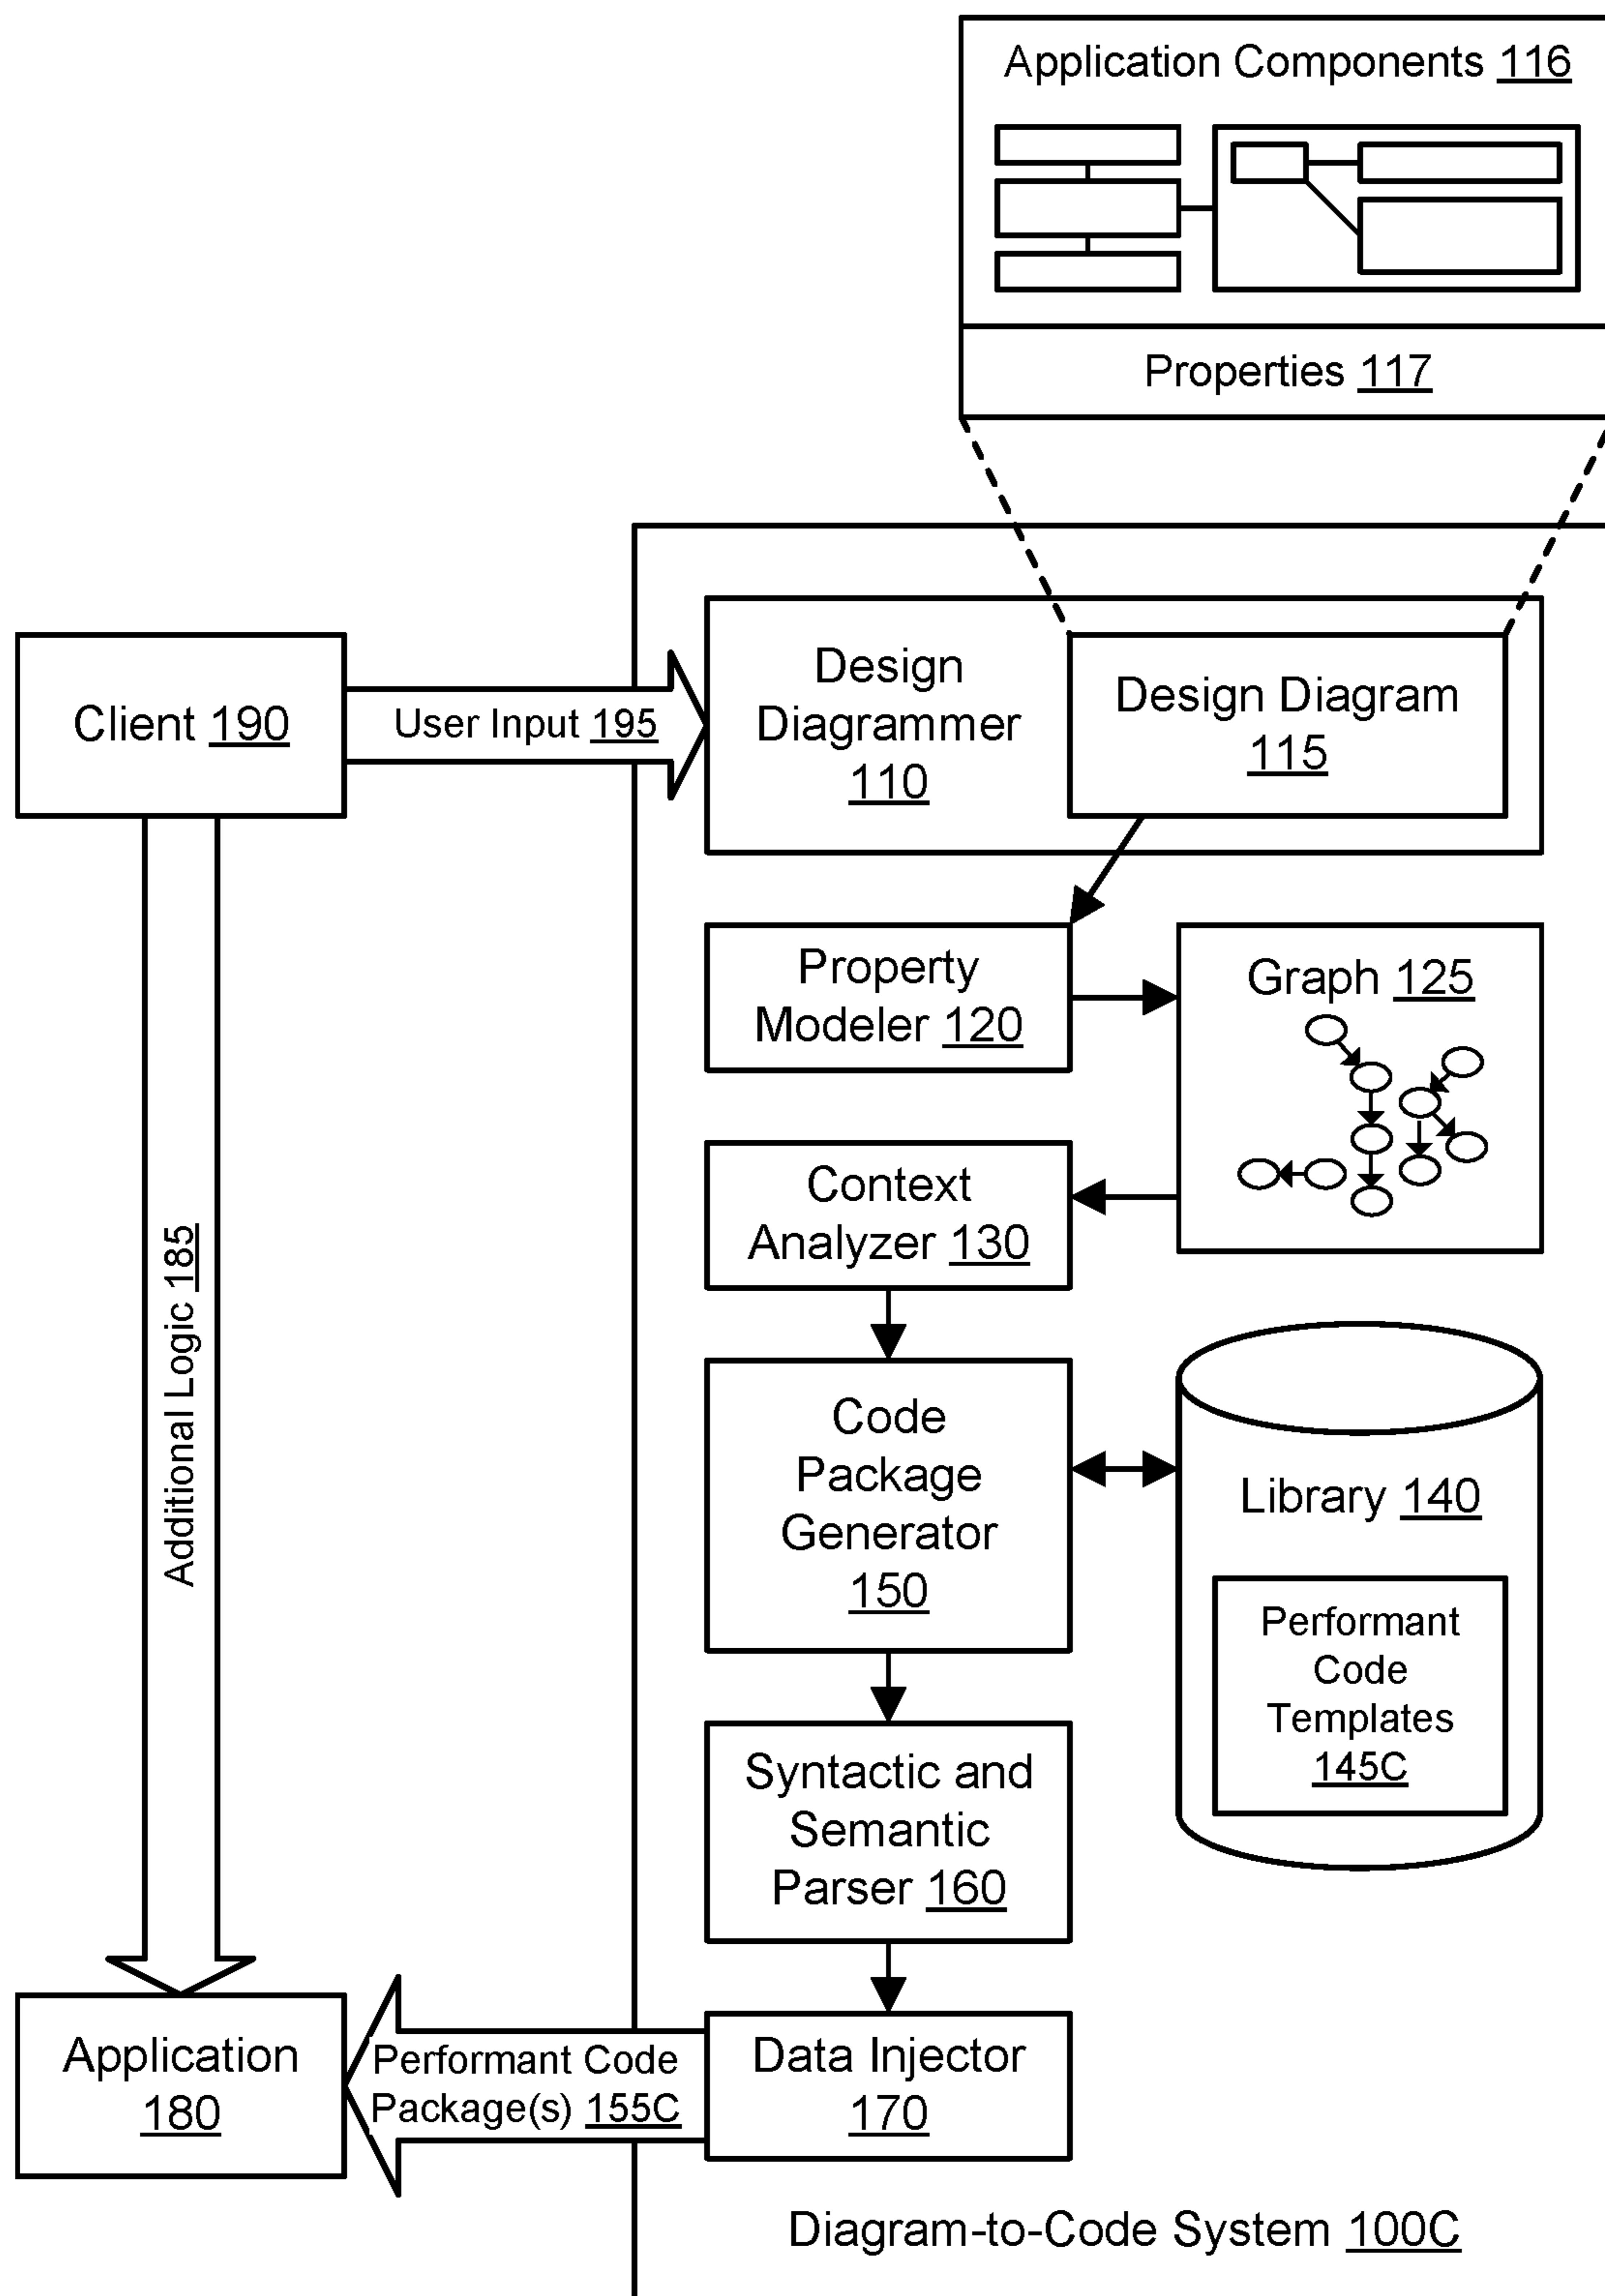 Application Components 116
Properties 117
Client 190
User Input 195
Design
Diagrammer
110
Design Diagram
115
Property
Modeler 120
Graph 125
Context
Analyzer 130
Additional Logic 185
Code
Package
Generator
150
Library 140
Performant
Code
Templates
145C
Syntactic and
Semantic
Parser 160
Application
180
Performant Code
Package(s) 155C
Data Injector
170
Diagram-to-Code System 100C